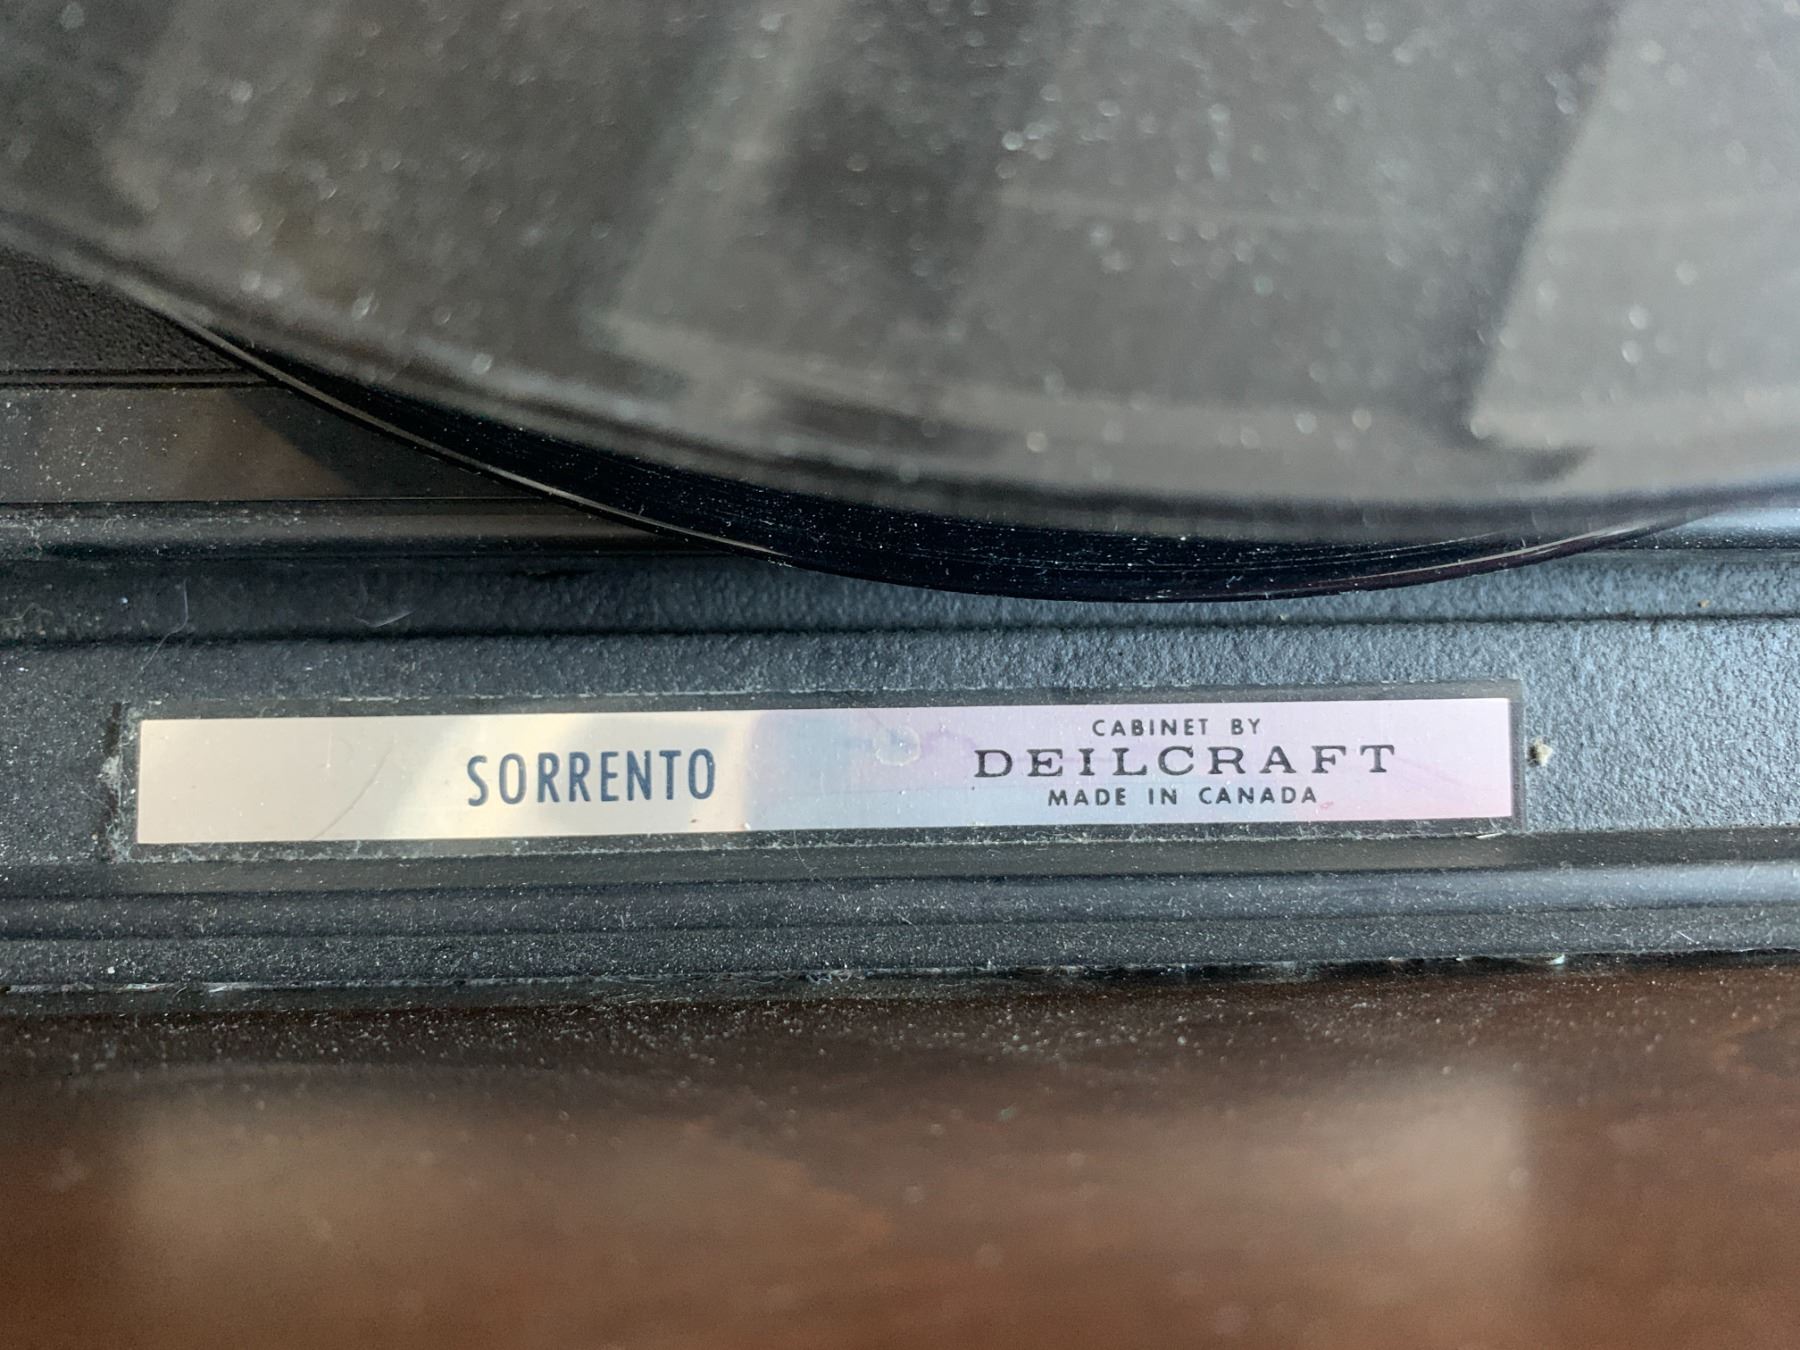 SORRENTO
CABINET BY
DEILCRAFT
MADE IN CANADA